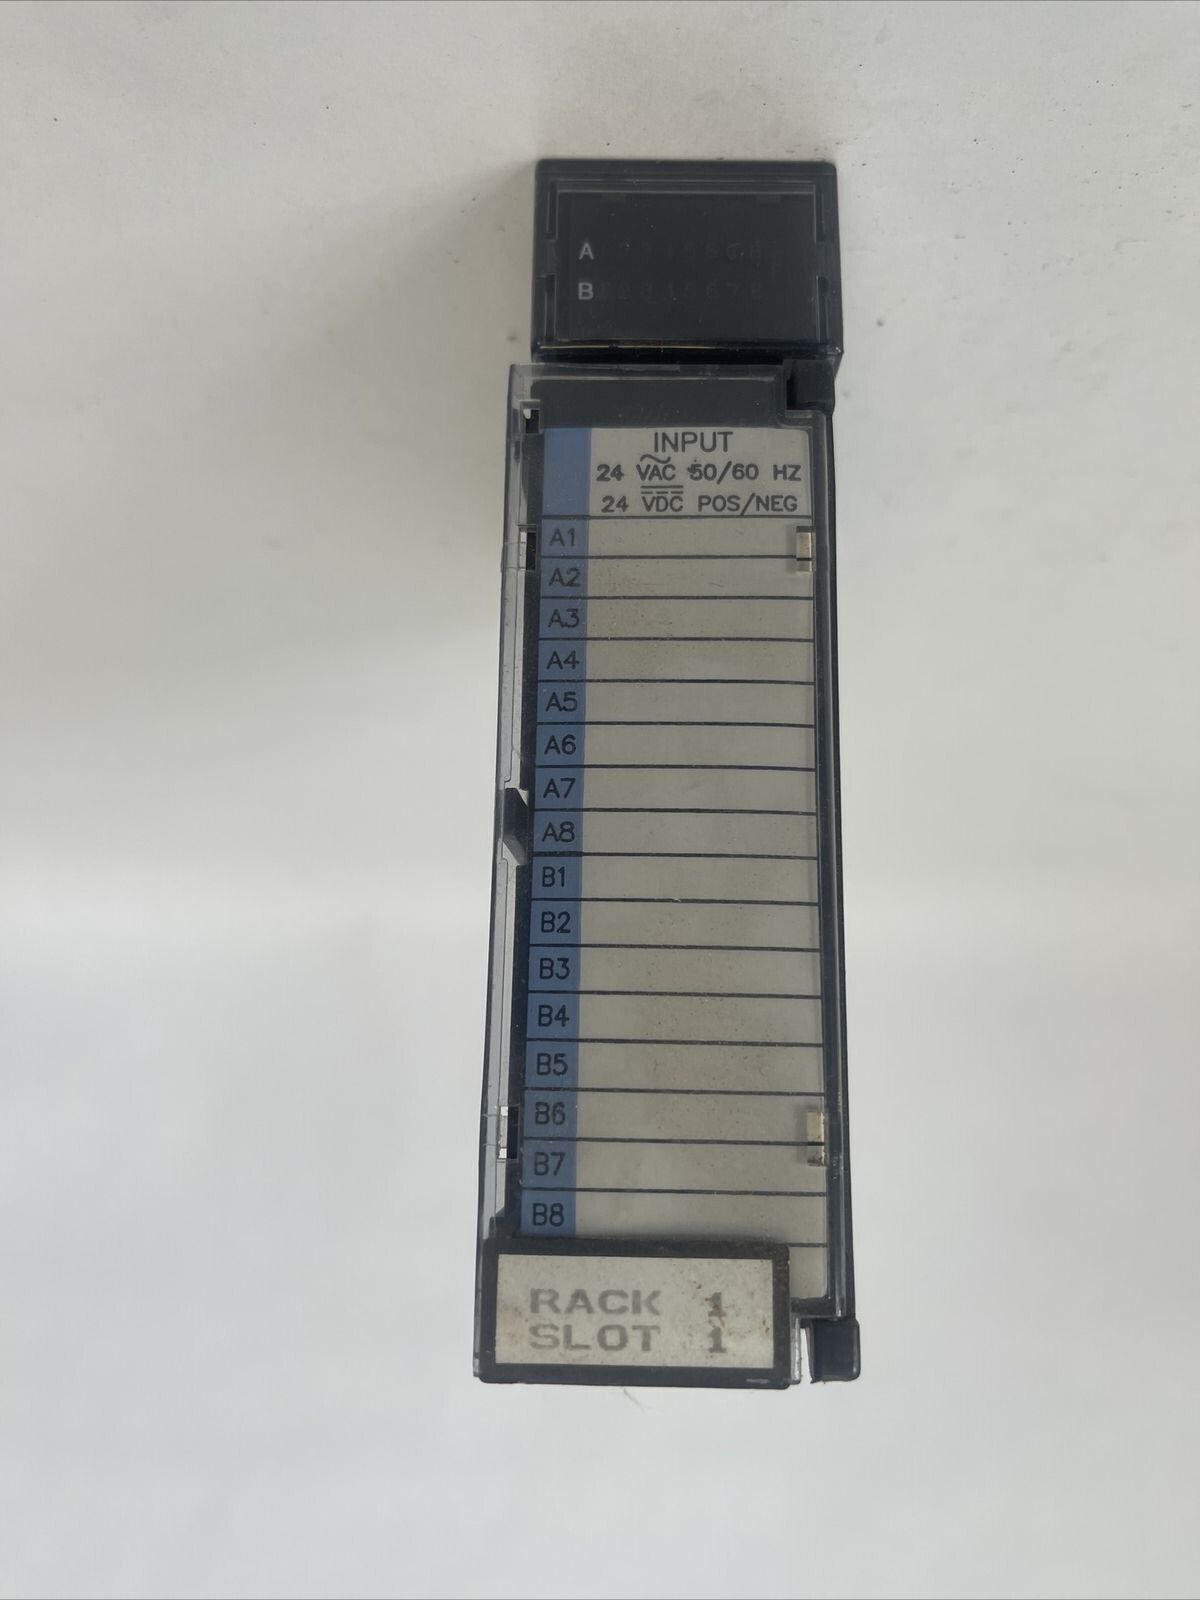 A
B 2345678
INPUT
24 VAC 50/60 HZ
24 VDC POS/NEG
A1
A2
A3
A4
A5
A6
A7
A8
B1
B2
B3
B4
B5
B6
B7
B8
RACK 1
SLOT 1